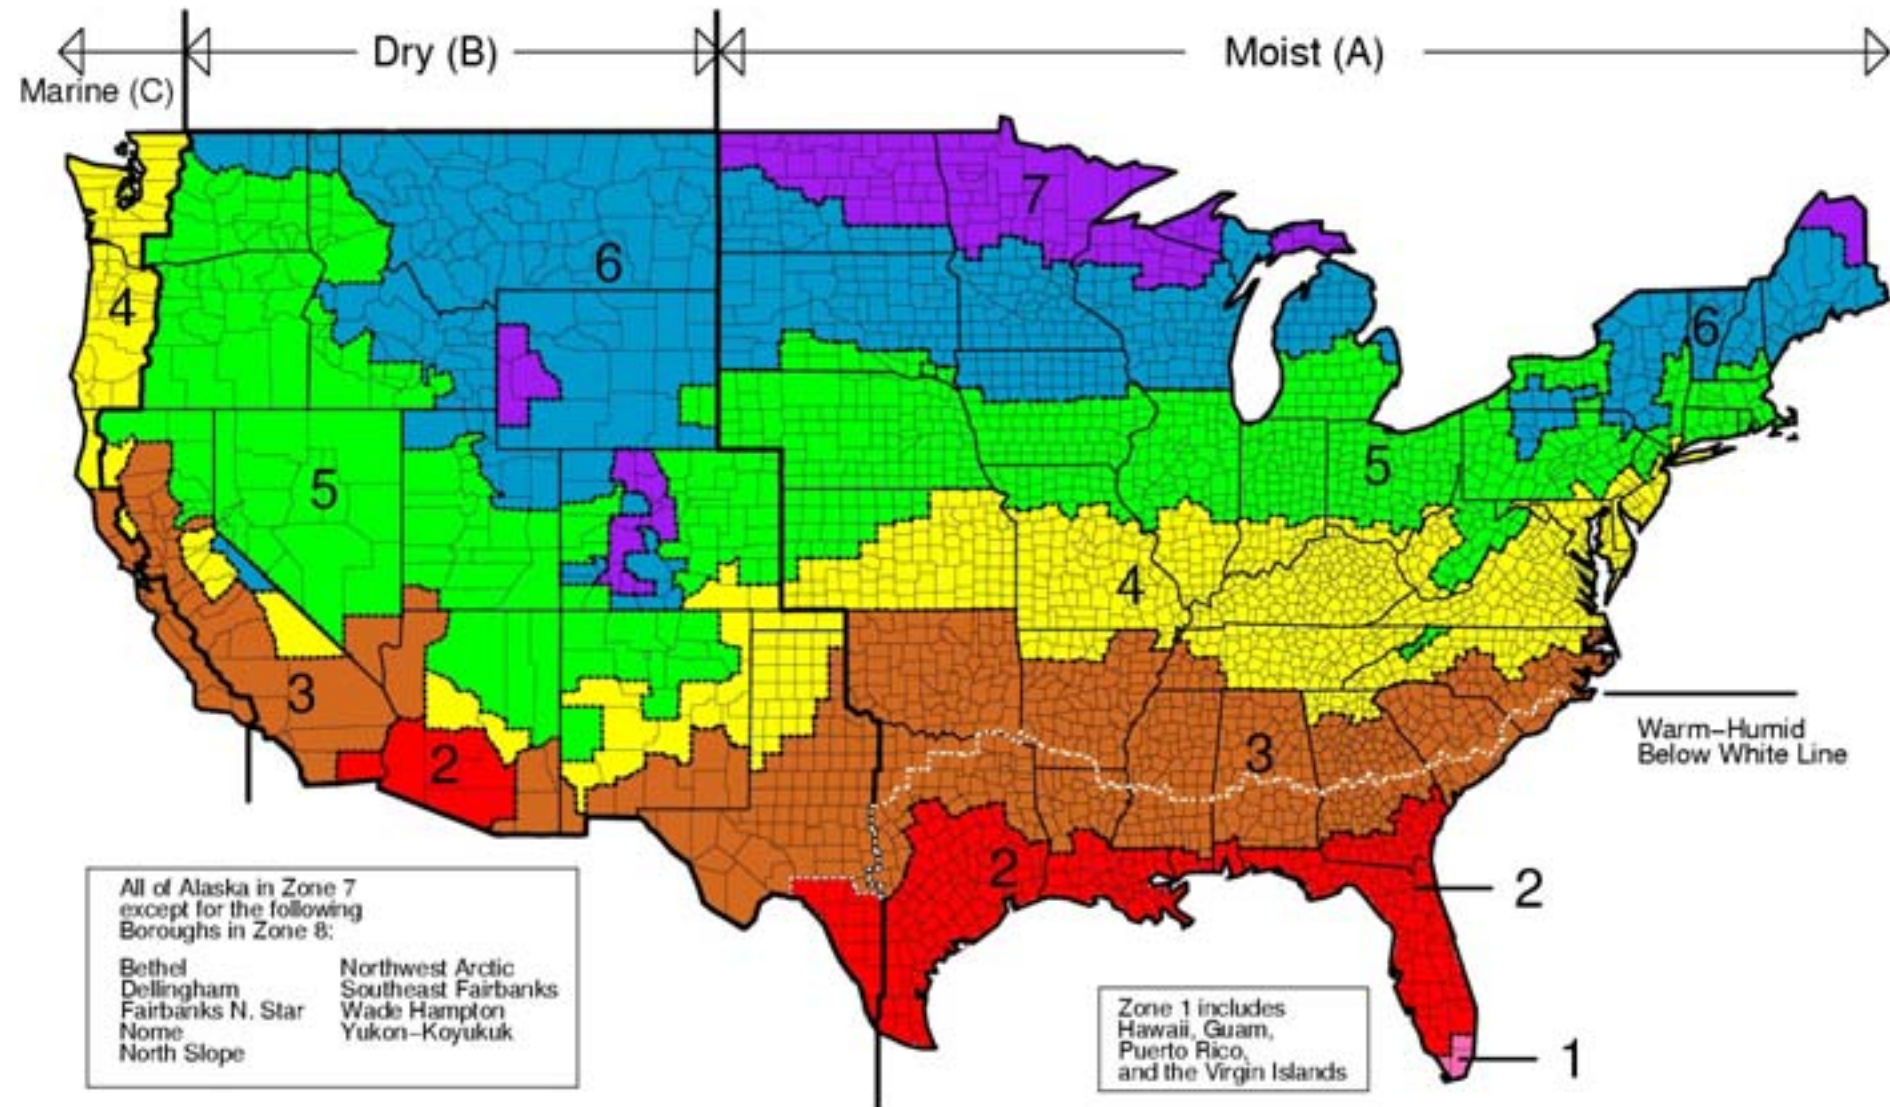 Marine (C)
Dry (B)
Moist (A)
7
6
4
6
5
5
4
3
3
2
2
Warm-Humid
Below White Line
2
1
All of Alaska in Zone 7
except for the following
Boroughs in Zone 8:
Bethel
Dellingham
Fairbanks N. Star
Nome
North Slope
Northwest Arctic
Southeast Fairbanks
Wade Hampton
Yukon-Koyukuk
Zone 1 includes
Hawaii, Guam,
Puerto Rico,
and the Virgin Islands